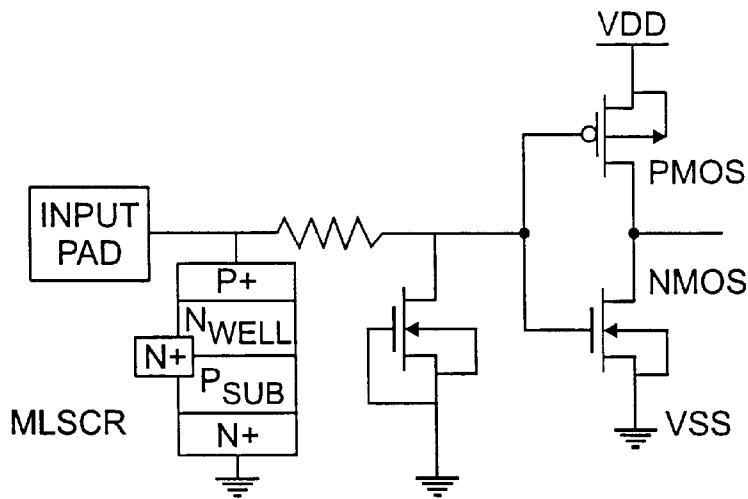 VDD
PMOS
INPUT
PAD
P+
NWELL
N+
PSUB
N+
NMOS
MLSCR
VSS